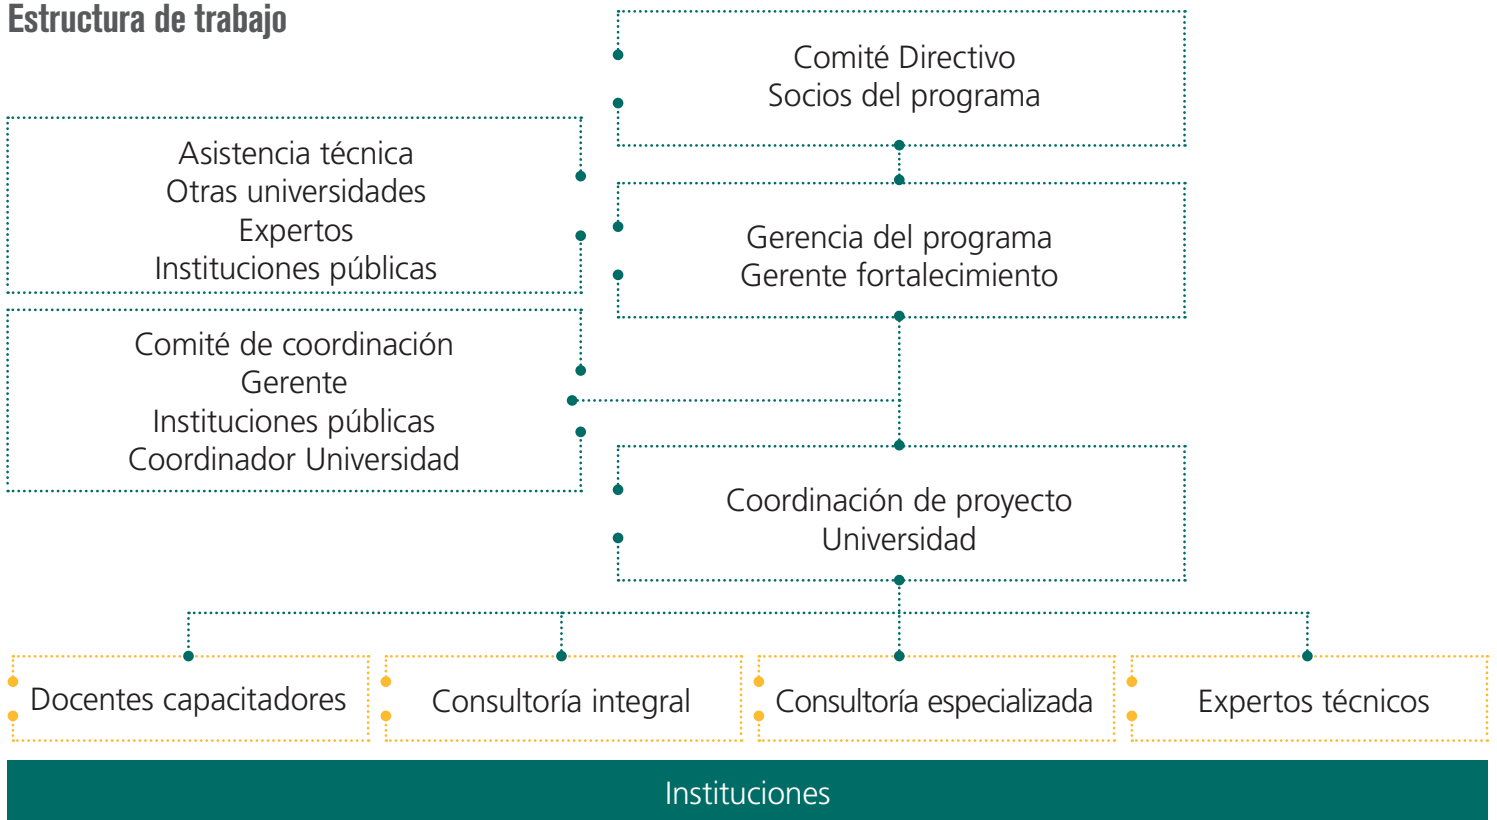 Estructura de trabajo
Comité Directivo
Socios del programa
Asistencia técnica
Otras universidades
Expertos
Instituciones públicas
Gerencia del programa
Gerente fortalecimiento
Comité de coordinación
Gerente
Instituciones públicas
Coordinador Universidad
Coordinación de proyecto
Universidad
Docentes capacitadores
Consultoría integral
Consultoría especializada
Expertos técnicos
Instituciones